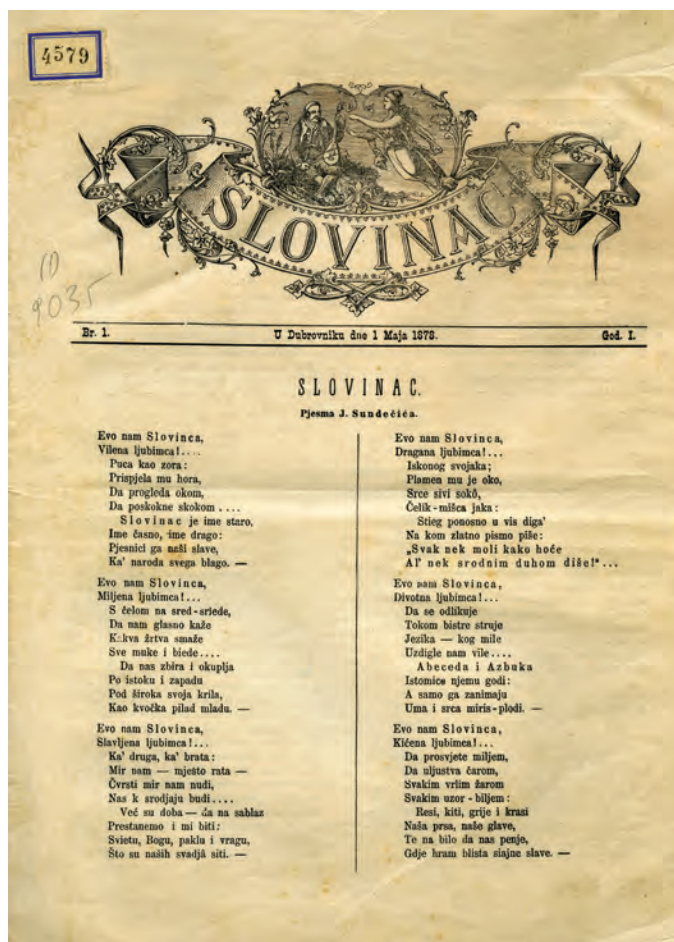 4579
SLOVINAC
10
9035
Br. 1.
U Dubrovniku dne 1 Maja 1878.
God. I.
SLOVINAC.
Pjesma J. Sundečića.
Evo nam Slovinca,
Vilena ljubimca!....
Puca kao zora:
Prispjela mu hora,
Da progleda okom,
Da poskokne skokom ....
Slovinac je ime staro,
Ime časno, ime drago:
Pjesnici ga naši slave,
Ka' naroda svega blago. —
Evo nam Slovinca,
Miljena ljubimca!...
S čelom na sred-sriede,
Da nam glasno kaže
Kakva žrtva smaže
Sve muke i biede....
Da nas zbira i okuplja
Po istoku i zapadu
Pod široka svoja krila,
Kao kvočka pilad mladu. —
Evo nam Slovinca,
Slavljena ljubimca!...
Ka' druga, ka' brata:
Mir nam — mješto rata —
Čvrsti mir nam nudi,
Nas k srodjaju budi....
Već su doba — da na sablaz
Prestanemo i mi biti:
Svietu, Bogu, paklu i vragu,
Što su naših svadjâ siti. —
Evo nam Slovinca,
Dragana ljubimca!...
Iskonog svojaka;
Plamen mu je oko,
Srce sivi sokô,
Čelik-mišca jaka:
Stieg ponosno u vis diga'
Na kom zlatno pismo piše:
„Svak nek moli kako hoće
Al' nek srodnim duhom diše!"...
Evo nam Slovinca,
Divotna ljubimca!...
Da se odlikuje
Tokom bistre struje
Jezika — kog mile
Uzdigle nam vile....
Abeceda i Azbuka
Istomice njemu godi:
A samo ga zanimaju
Uma i srca miris-plodi. —
Evo nam Slovinca,
Kićena ljubimca!...
Da prosvjete miljem,
Da uljustva čarom,
Svakim vrlim žarom
Svakim uzor-biljem:
Resi, kiti, grije i krasi
Naša prsa, naše glave,
Te na bilo da nas penje,
Gdje hram blista siajne slave. —